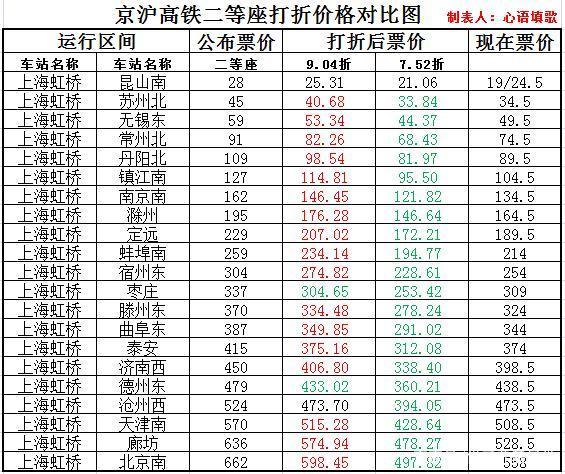 京沪高铁二等座打折价格对比图 制表人：心语填歌
运行区间 公布票价 打折后票价 现在票价
车站名称 车站名称 二等座 9.04折 7.52折
上海虹桥 昆山南 28 25.31 21.06 19/24.5
上海虹桥 苏州北 45 40.68 33.84 34.5
上海虹桥 无锡东 59 53.34 44.37 49.5
上海虹桥 常州北 91 82.26 68.43 74.5
上海虹桥 丹阳北 109 98.54 81.97 89.5
上海虹桥 镇江南 127 114.81 95.50 104.5
上海虹桥 南京南 162 146.45 121.82 134.5
上海虹桥 滁州 195 176.28 146.64 164.5
上海虹桥 定远 229 207.02 172.21 189.5
上海虹桥 蚌埠南 259 234.14 194.77 214
上海虹桥 宿州东 304 274.82 228.61 254
上海虹桥 枣庄 337 304.65 253.42 309
上海虹桥 滕州东 370 334.48 278.24 324
上海虹桥 曲阜东 387 349.85 291.02 344
上海虹桥 泰安 415 375.16 312.08 374
上海虹桥 济南西 450 406.80 338.40 398.5
上海虹桥 德州东 479 433.02 360.21 438.5
上海虹桥 沧州西 524 473.70 394.05 473.5
上海虹桥 天津南 570 515.28 428.64 508.5
上海虹桥 廊坊 636 574.94 478.27 528.5
上海虹桥 北京南 662 598.45 497.82 558